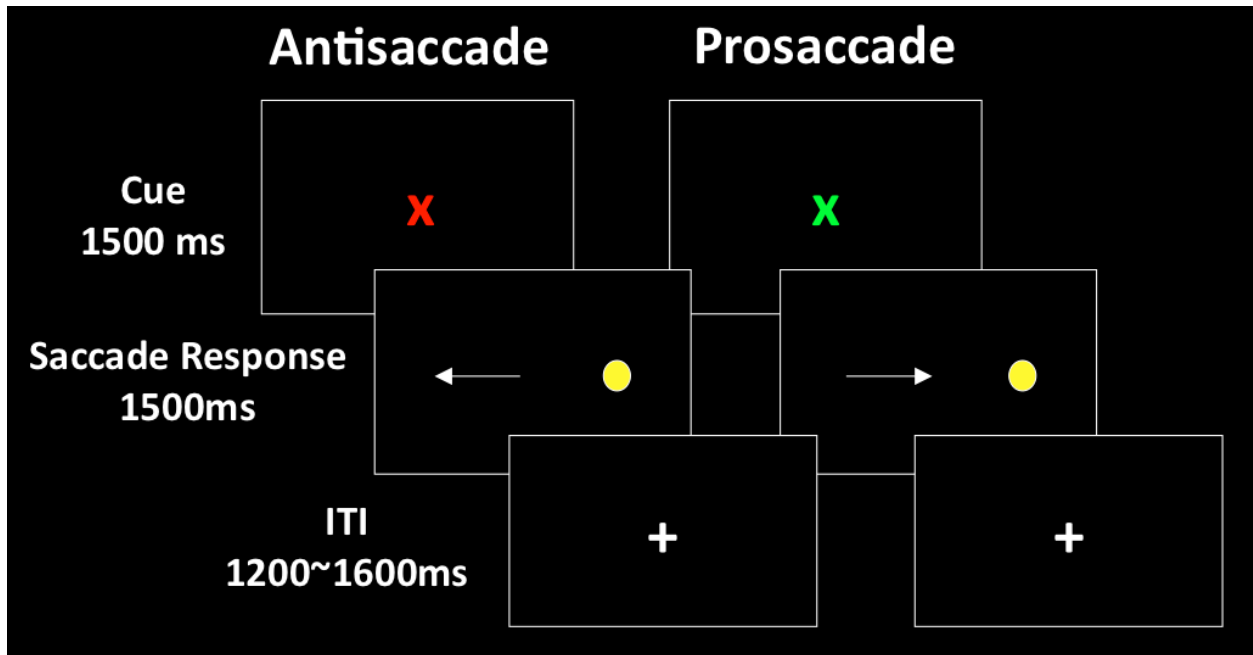 Antisaccade
Prosaccade
Cue
1500 ms
X
X
Saccade Response
1500ms
ITI
1200~1600ms
+
+